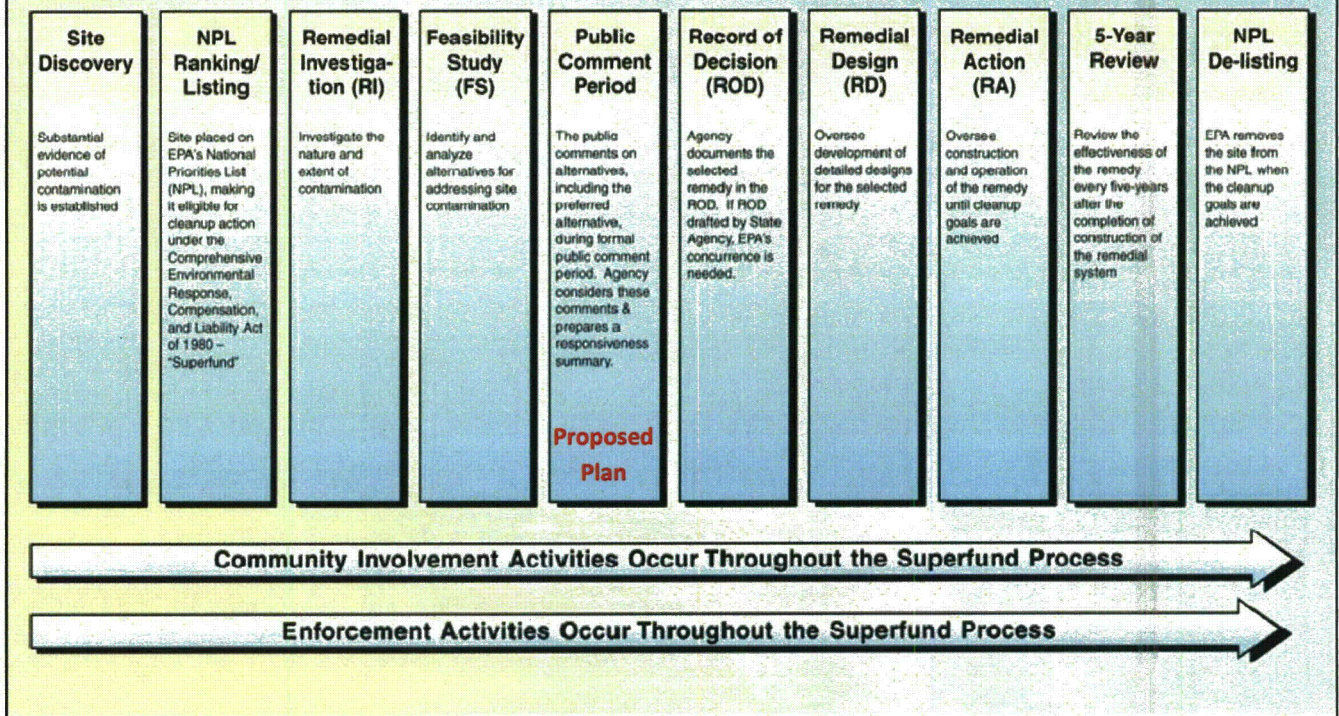 Site
Discovery
Substantial
evidence of
potential
contamination
is established
NPL
Ranking/
Listing
Site placed on
EPA's National
Priorities List
(NPL), making
it eligible for
cleanup action
under the
Comprehensive
Environmental
Response,
Compensation,
and Liability Act
of 1980 –
"Superfund"
Remedial
Investiga-
tion (RI)
Investigate the
nature and
extent of
contamination
Feasibility
Study
(FS)
Identify and
analyze
alternatives for
addressing site
contamination
Public
Comment
Period
The public
comments on
alternatives,
including the
preferred
alternative,
during formal
public comment
period. Agency
considers these
comments &
prepares a
responsiveness
summary.
Proposed
Plan
Record of
Decision
(ROD)
Agency
documents the
selected
remedy in the
ROD. If ROD
drafted by State
Agency, EPA's
concurrence is
needed.
Remedial
Design
(RD)
Oversee
development of
detailed designs
for the selected
remedy
Remedial
Action
(RA)
Oversee
construction
and operation
of the remedy
until cleanup
goals are
achieved
5-Year
Review
Review the
effectiveness of
the remedy
every five-years
after the
completion of
construction of
the remedial
system
NPL
De-listing
EPA removes
the site from
the NPL when
the cleanup
goals are
achieved
Community Involvement Activities Occur Throughout the Superfund Process
Enforcement Activities Occur Throughout the Superfund Process